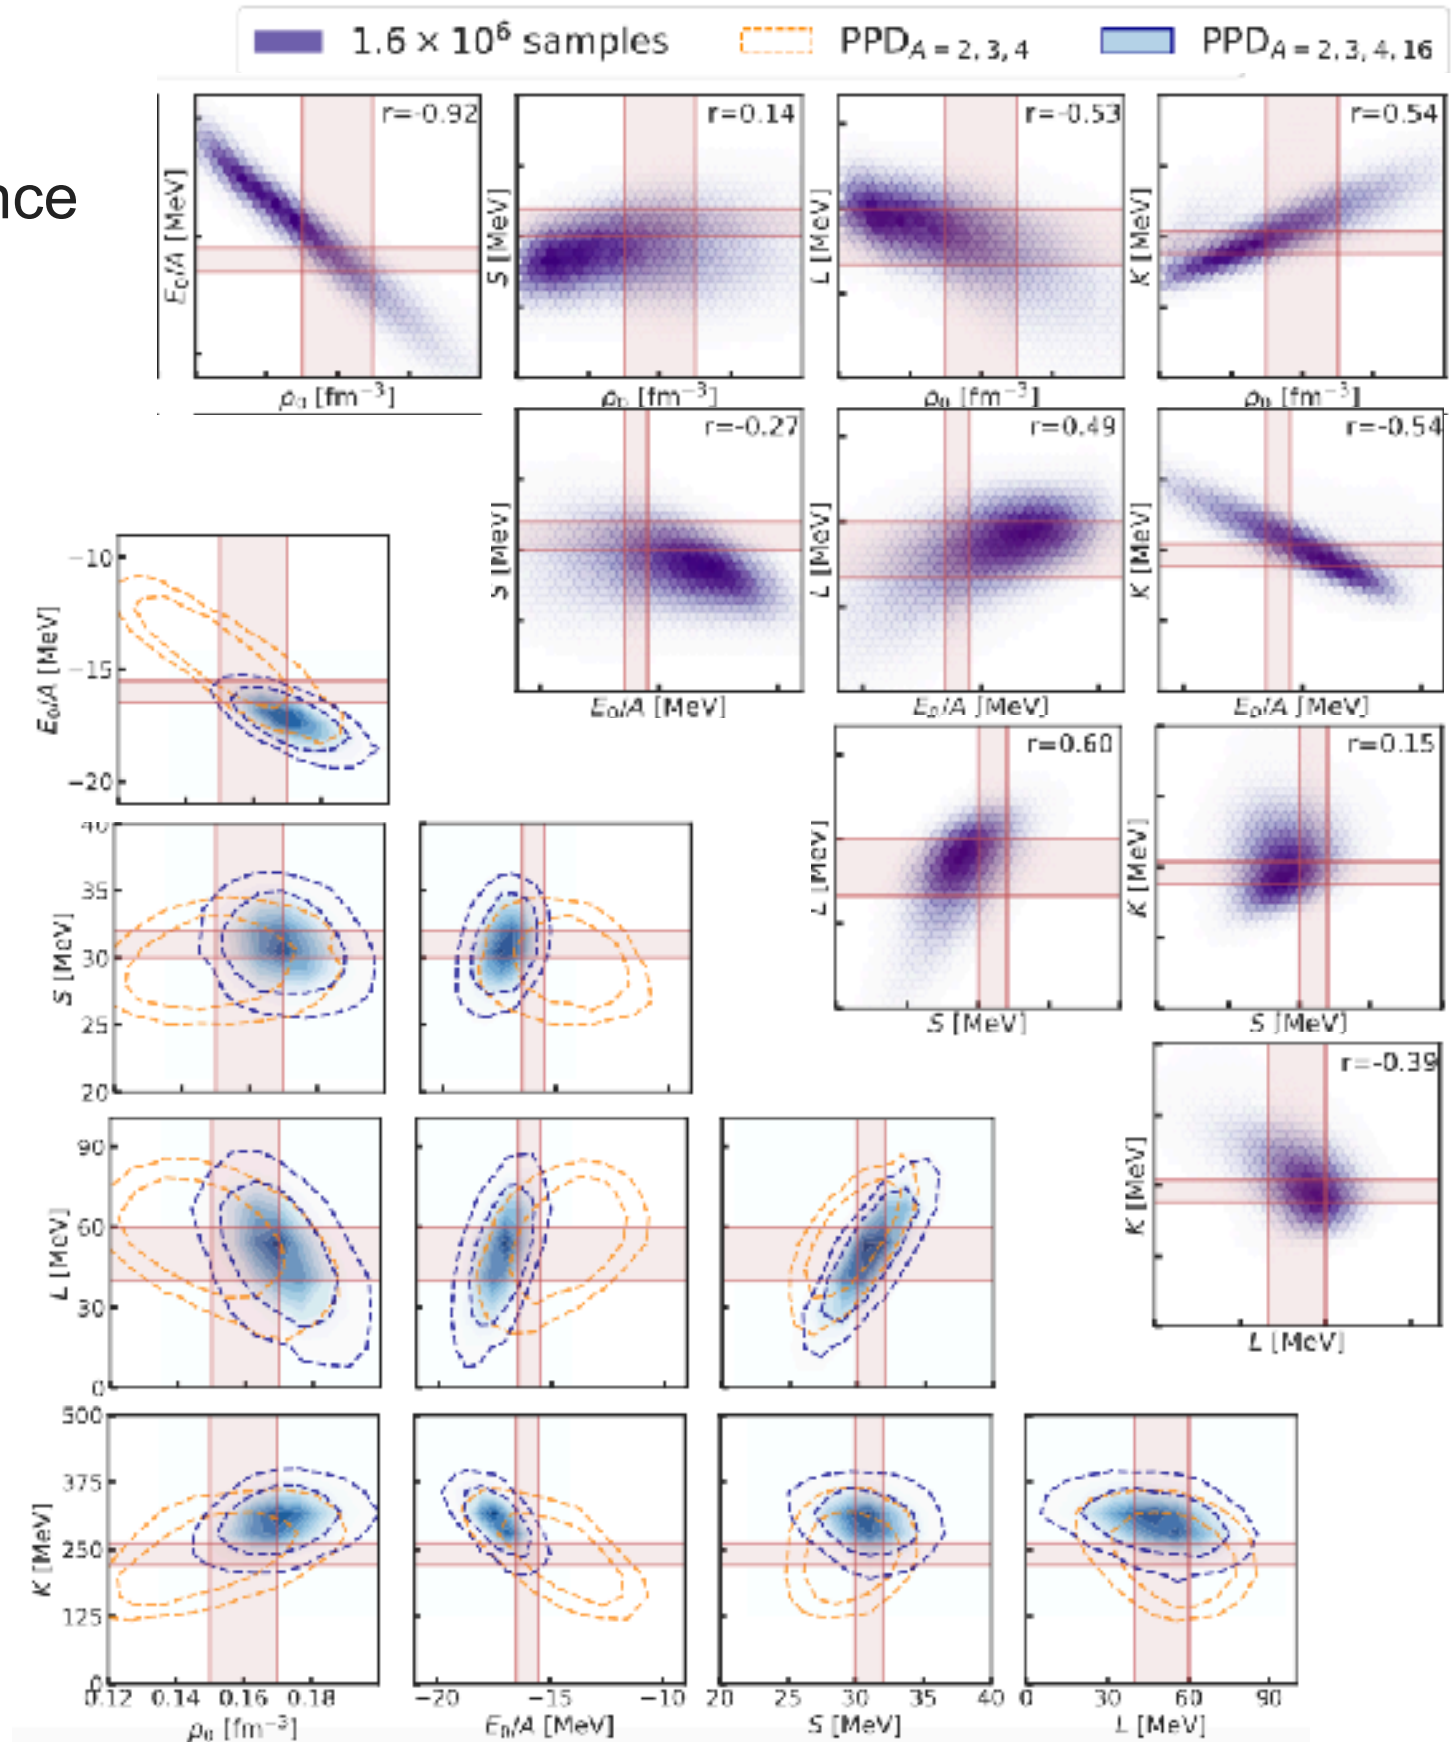 1.6 × 10⁶ samples PPD_A = 2, 3, 4 PPD_A = 2, 3, 4, 16
nce
r=-0.92 r=0.14 r=-0.53 r=0.54
E₀/A [MeV] S [MeV] L [MeV] K [MeV]
ρ₀ [fm⁻³] ρ₀ [fm⁻³] ρ₀ [fm⁻³] ρ₀ [fm⁻³]
r=-0.27 r=0.49 r=-0.54
S [MeV] L [MeV] K [MeV]
E₀/A [MeV] E₀/A [MeV] E₀/A [MeV]
−10
−15
−20
E₀/A [MeV]
r=0.60 r=0.15
L [MeV] K [MeV]
S [MeV] S [MeV]
40
35
30
25
20
S [MeV]
r=-0.39
K [MeV]
L [MeV]
90
60
30
0
L [MeV]
500
375
250
125
0
K [MeV]
0.12 0.14 0.16 0.18 −20 −15 −10 20 25 30 35 40 0 30 60 90
ρ₀ [fm⁻³] E₀/A [MeV] S [MeV] L [MeV]